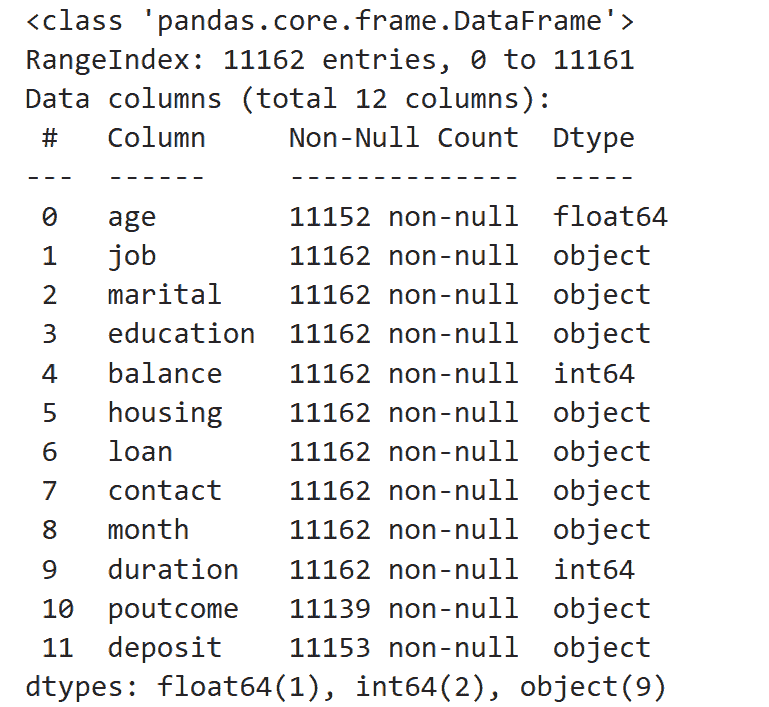 <class 'pandas.core.frame.DataFrame'>
RangeIndex: 11162 entries, 0 to 11161
Data columns (total 12 columns):
 #   Column     Non-Null Count  Dtype
---  ------     --------------  -----
 0   age        11152 non-null  float64
 1   job        11162 non-null  object
 2   marital    11162 non-null  object
 3   education  11162 non-null  object
 4   balance    11162 non-null  int64
 5   housing    11162 non-null  object
 6   loan       11162 non-null  object
 7   contact    11162 non-null  object
 8   month      11162 non-null  object
 9   duration   11162 non-null  int64
 10  poutcome   11139 non-null  object
 11  deposit    11153 non-null  object
dtypes: float64(1), int64(2), object(9)